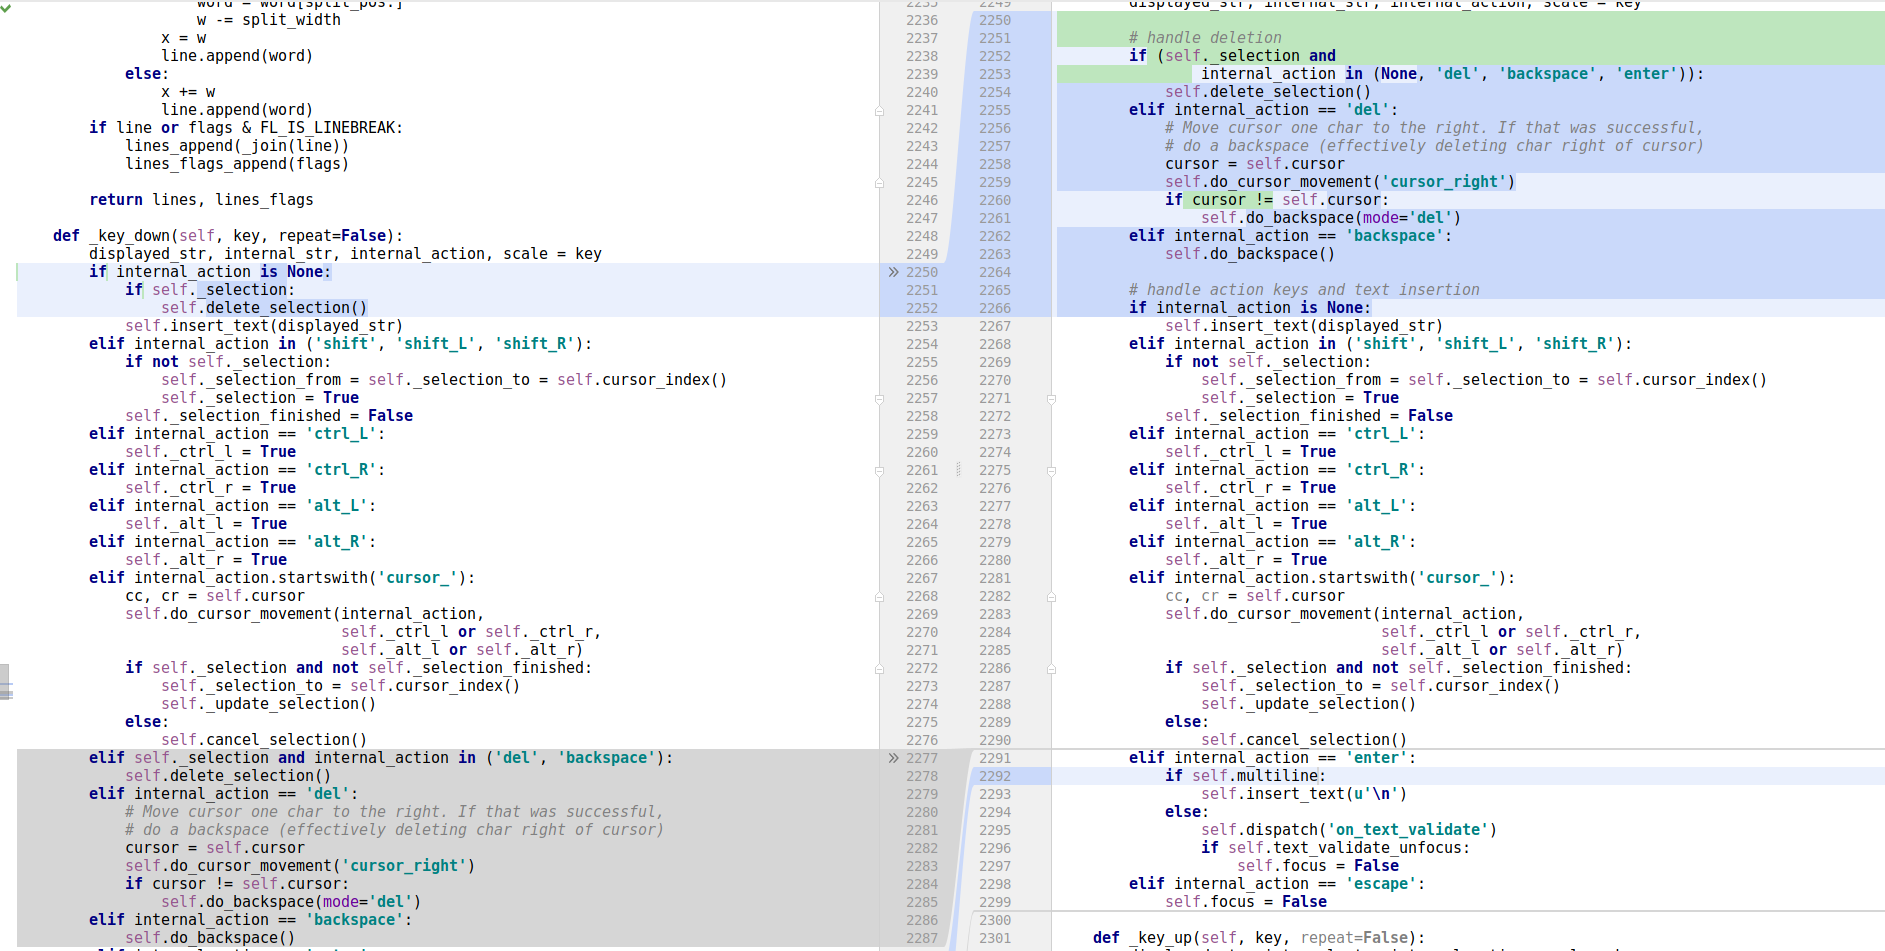 word = word[split_pos:]
w -= split_width
x = w
line.append(word)
else:
x += w
line.append(word)
if line or flags & FL_IS_LINEBREAK:
lines_append(_join(line))
lines_flags_append(flags)
return lines, lines_flags
def _key_down(self, key, repeat=False):
displayed_str, internal_str, internal_action, scale = key
if internal_action is None:
if self._selection:
self.delete_selection()
self.insert_text(displayed_str)
elif internal_action in ('shift', 'shift_L', 'shift_R'):
if not self._selection:
self._selection_from = self._selection_to = self.cursor_index()
self._selection = True
self._selection_finished = False
elif internal_action == 'ctrl_L':
self._ctrl_l = True
elif internal_action == 'ctrl_R':
self._ctrl_r = True
elif internal_action == 'alt_L':
self._alt_l = True
elif internal_action == 'alt_R':
self._alt_r = True
elif internal_action.startswith('cursor_'):
cc, cr = self.cursor
self.do_cursor_movement(internal_action,
self._ctrl_l or self._ctrl_r,
self._alt_l or self._alt_r)
if self._selection and not self._selection_finished:
self._selection_to = self.cursor_index()
self._update_selection()
else:
self.cancel_selection()
elif self._selection and internal_action in ('del', 'backspace'):
self.delete_selection()
elif internal_action == 'del':
# Move cursor one char to the right. If that was successful,
# do a backspace (effectively deleting char right of cursor)
cursor = self.cursor
self.do_cursor_movement('cursor_right')
if cursor != self.cursor:
self.do_backspace(mode='del')
elif internal_action == 'backspace':
self.do_backspace()
2235 2249
2236 2250
2237 2251
2238 2252
2239 2253
2240 2254
2241 2255
2242 2256
2243 2257
2244 2258
2245 2259
2246 2260
2247 2261
2248 2262
2249 2263
» 2250 2264
2251 2265
2252 2266
2253 2267
2254 2268
2255 2269
2256 2270
2257 2271
2258 2272
2259 2273
2260 2274
2261 2275
2262 2276
2263 2277
2264 2278
2265 2279
2266 2280
2267 2281
2268 2282
2269 2283
2270 2284
2271 2285
2272 2286
2273 2287
2274 2288
2275 2289
2276 2290
» 2277 2291
2278 2292
2279 2293
2280 2294
2281 2295
2282 2296
2283 2297
2284 2298
2285 2299
2286 2300
2287 2301
displayed_str, internal_str, internal_action, scale = key
# handle deletion
if (self._selection and
internal_action in (None, 'del', 'backspace', 'enter')):
self.delete_selection()
elif internal_action == 'del':
# Move cursor one char to the right. If that was successful,
# do a backspace (effectively deleting char right of cursor)
cursor = self.cursor
self.do_cursor_movement('cursor_right')
if cursor != self.cursor:
self.do_backspace(mode='del')
elif internal_action == 'backspace':
self.do_backspace()
# handle action keys and text insertion
if internal_action is None:
self.insert_text(displayed_str)
elif internal_action in ('shift', 'shift_L', 'shift_R'):
if not self._selection:
self._selection_from = self._selection_to = self.cursor_index()
self._selection = True
self._selection_finished = False
elif internal_action == 'ctrl_L':
self._ctrl_l = True
elif internal_action == 'ctrl_R':
self._ctrl_r = True
elif internal_action == 'alt_L':
self._alt_l = True
elif internal_action == 'alt_R':
self._alt_r = True
elif internal_action.startswith('cursor_'):
cc, cr = self.cursor
self.do_cursor_movement(internal_action,
self._ctrl_l or self._ctrl_r,
self._alt_l or self._alt_r)
if self._selection and not self._selection_finished:
self._selection_to = self.cursor_index()
self._update_selection()
else:
self.cancel_selection()
elif internal_action == 'enter':
if self.multiline:
self.insert_text(u'\n')
else:
self.dispatch('on_text_validate')
if self.text_validate_unfocus:
self.focus = False
elif internal_action == 'escape':
self.focus = False
def _key_up(self, key, repeat=False):